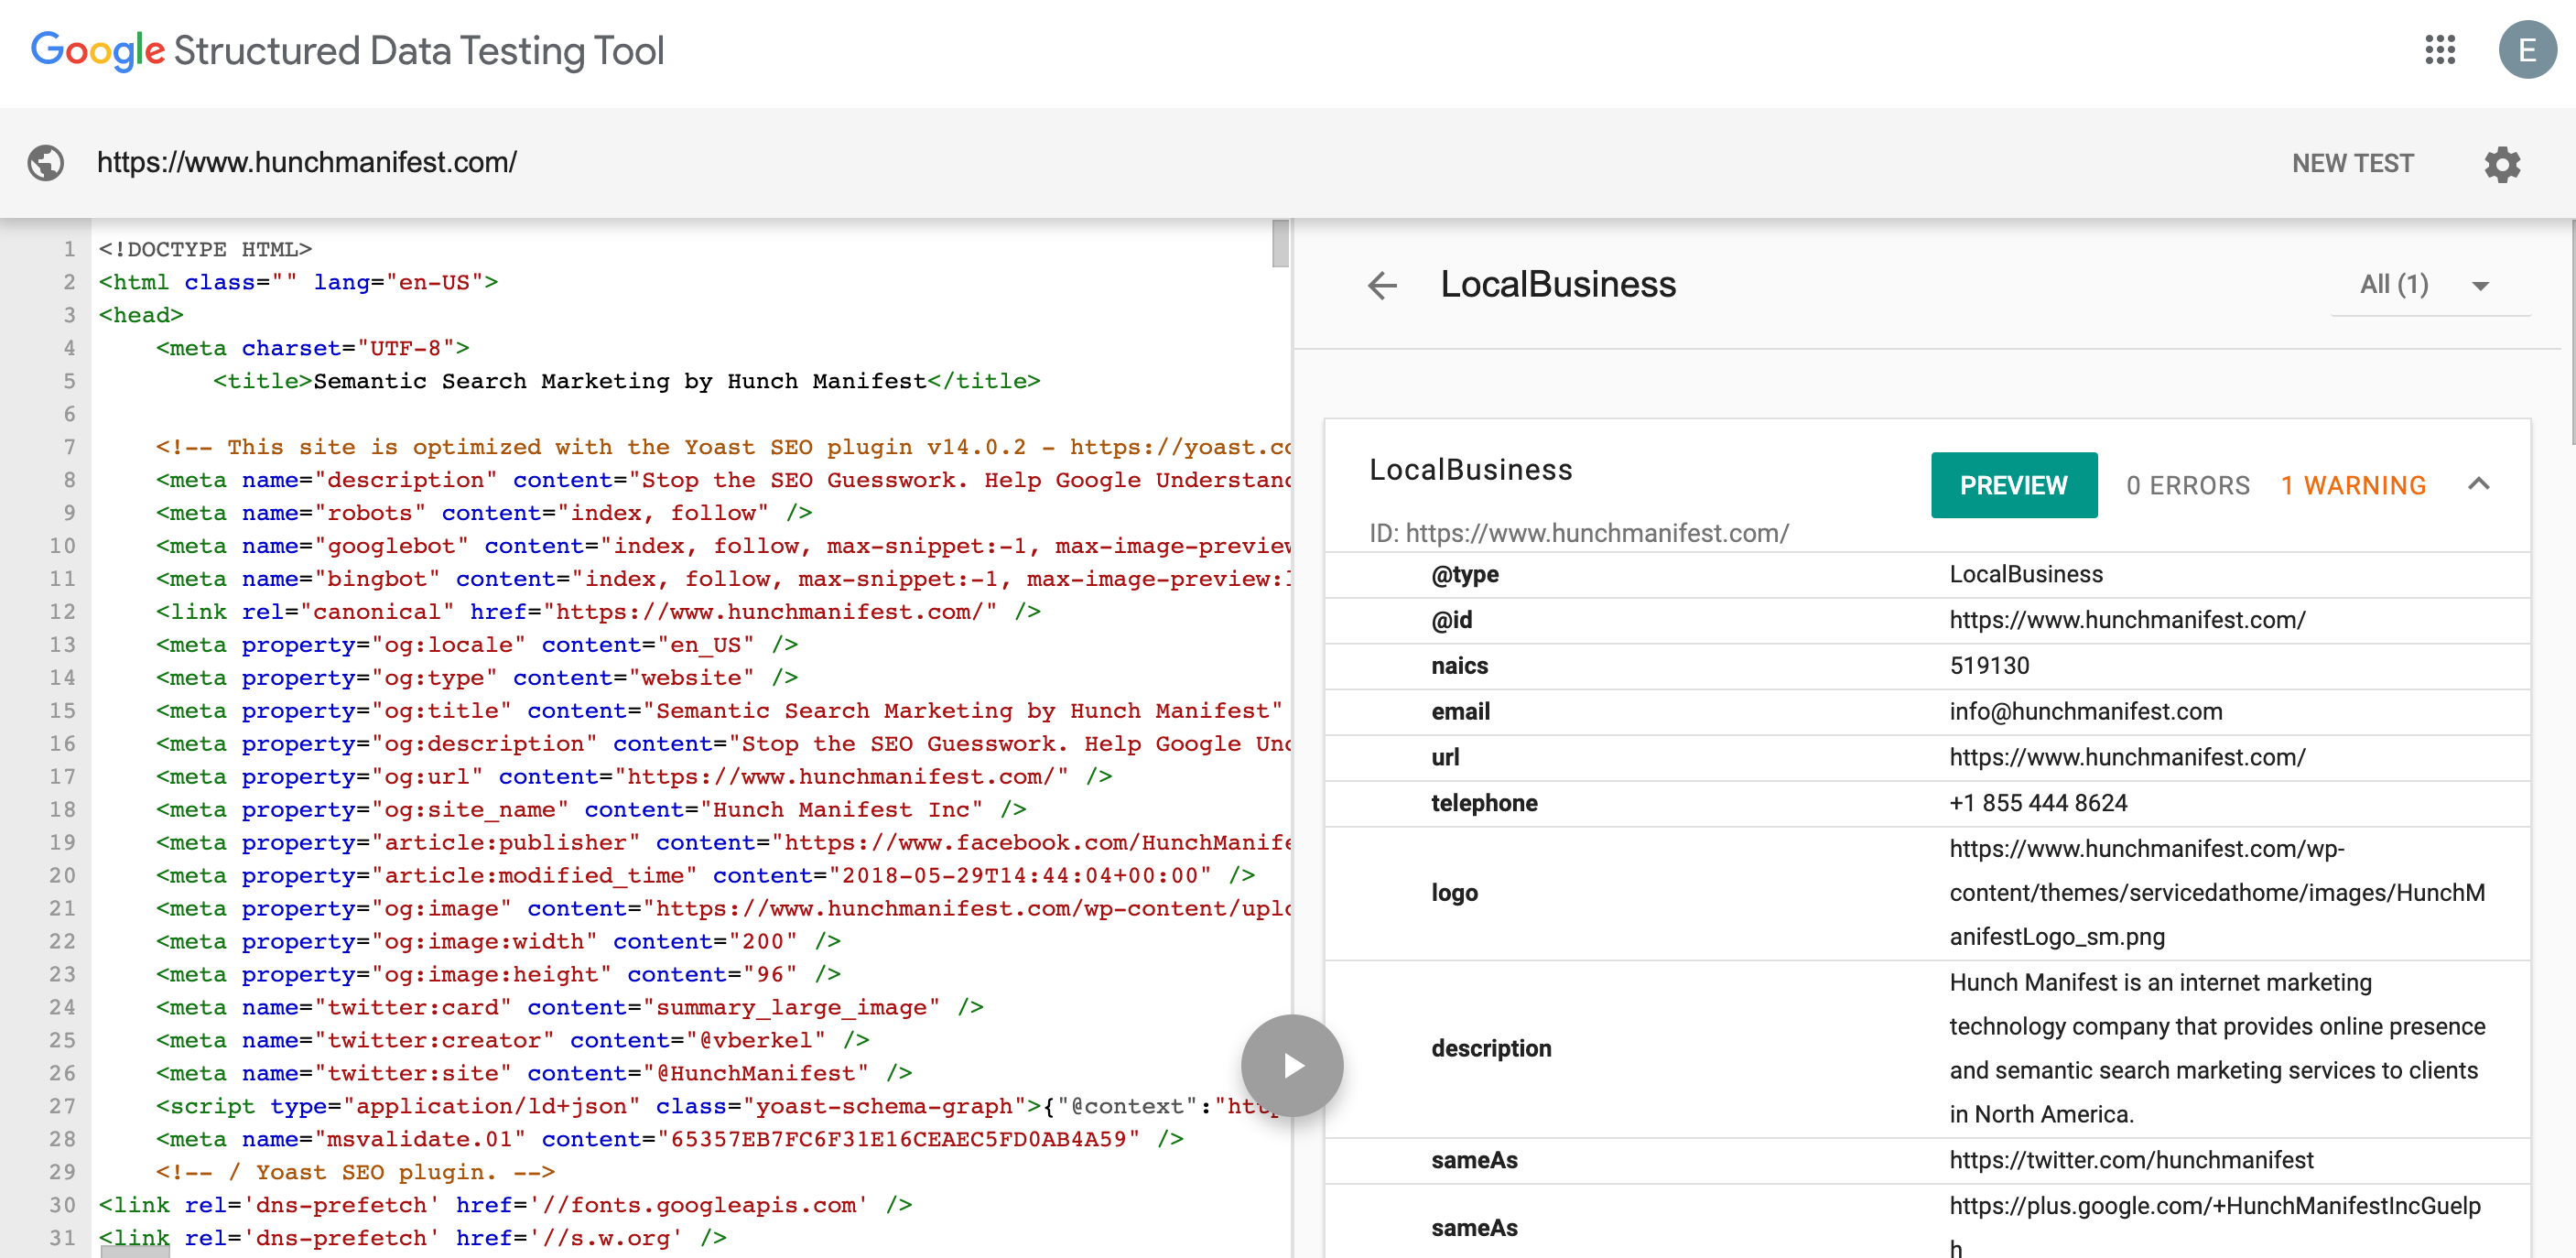 Google Structured Data Testing Tool
E
https://www.hunchmanifest.com/
NEW TEST
1 <!DOCTYPE HTML>
2 <html class="" lang="en-US">
3 <head>
4 <meta charset="UTF-8">
5 <title>Semantic Search Marketing by Hunch Manifest</title>
6
7 <!-- This site is optimized with the Yoast SEO plugin v14.0.2 - https://yoast.co
8 <meta name="description" content="Stop the SEO Guesswork. Help Google Understand
9 <meta name="robots" content="index, follow" />
10 <meta name="googlebot" content="index, follow, max-snippet:-1, max-image-preview
11 <meta name="bingbot" content="index, follow, max-snippet:-1, max-image-preview:l
12 <link rel="canonical" href="https://www.hunchmanifest.com/" />
13 <meta property="og:locale" content="en_US" />
14 <meta property="og:type" content="website" />
15 <meta property="og:title" content="Semantic Search Marketing by Hunch Manifest"
16 <meta property="og:description" content="Stop the SEO Guesswork. Help Google Und
17 <meta property="og:url" content="https://www.hunchmanifest.com/" />
18 <meta property="og:site_name" content="Hunch Manifest Inc" />
19 <meta property="article:publisher" content="https://www.facebook.com/HunchManife
20 <meta property="article:modified_time" content="2018-05-29T14:44:04+00:00" />
21 <meta property="og:image" content="https://www.hunchmanifest.com/wp-content/uplo
22 <meta property="og:image:width" content="200" />
23 <meta property="og:image:height" content="96" />
24 <meta name="twitter:card" content="summary_large_image" />
25 <meta name="twitter:creator" content="@vberkel" />
26 <meta name="twitter:site" content="@HunchManifest" />
27 <script type="application/ld+json" class="yoast-schema-graph">{"@context":"http
28 <meta name="msvalidate.01" content="65357EB7FC6F31E16CEAEC5FD0AB4A59" />
29 <!-- / Yoast SEO plugin. -->
30 <link rel='dns-prefetch' href='//fonts.googleapis.com' />
31 <link rel='dns-prefetch' href='//s.w.org' />
LocalBusiness
All (1)
LocalBusiness
PREVIEW 0 ERRORS 1 WARNING
ID: https://www.hunchmanifest.com/
@type LocalBusiness
@id https://www.hunchmanifest.com/
naics 519130
email info@hunchmanifest.com
url https://www.hunchmanifest.com/
telephone +1 855 444 8624
logo https://www.hunchmanifest.com/wp-
content/themes/servicedathome/images/HunchM
anifestLogo_sm.png
description Hunch Manifest is an internet marketing
technology company that provides online presence
and semantic search marketing services to clients
in North America.
sameAs https://twitter.com/hunchmanifest
sameAs https://plus.google.com/+HunchManifestIncGuelp
h